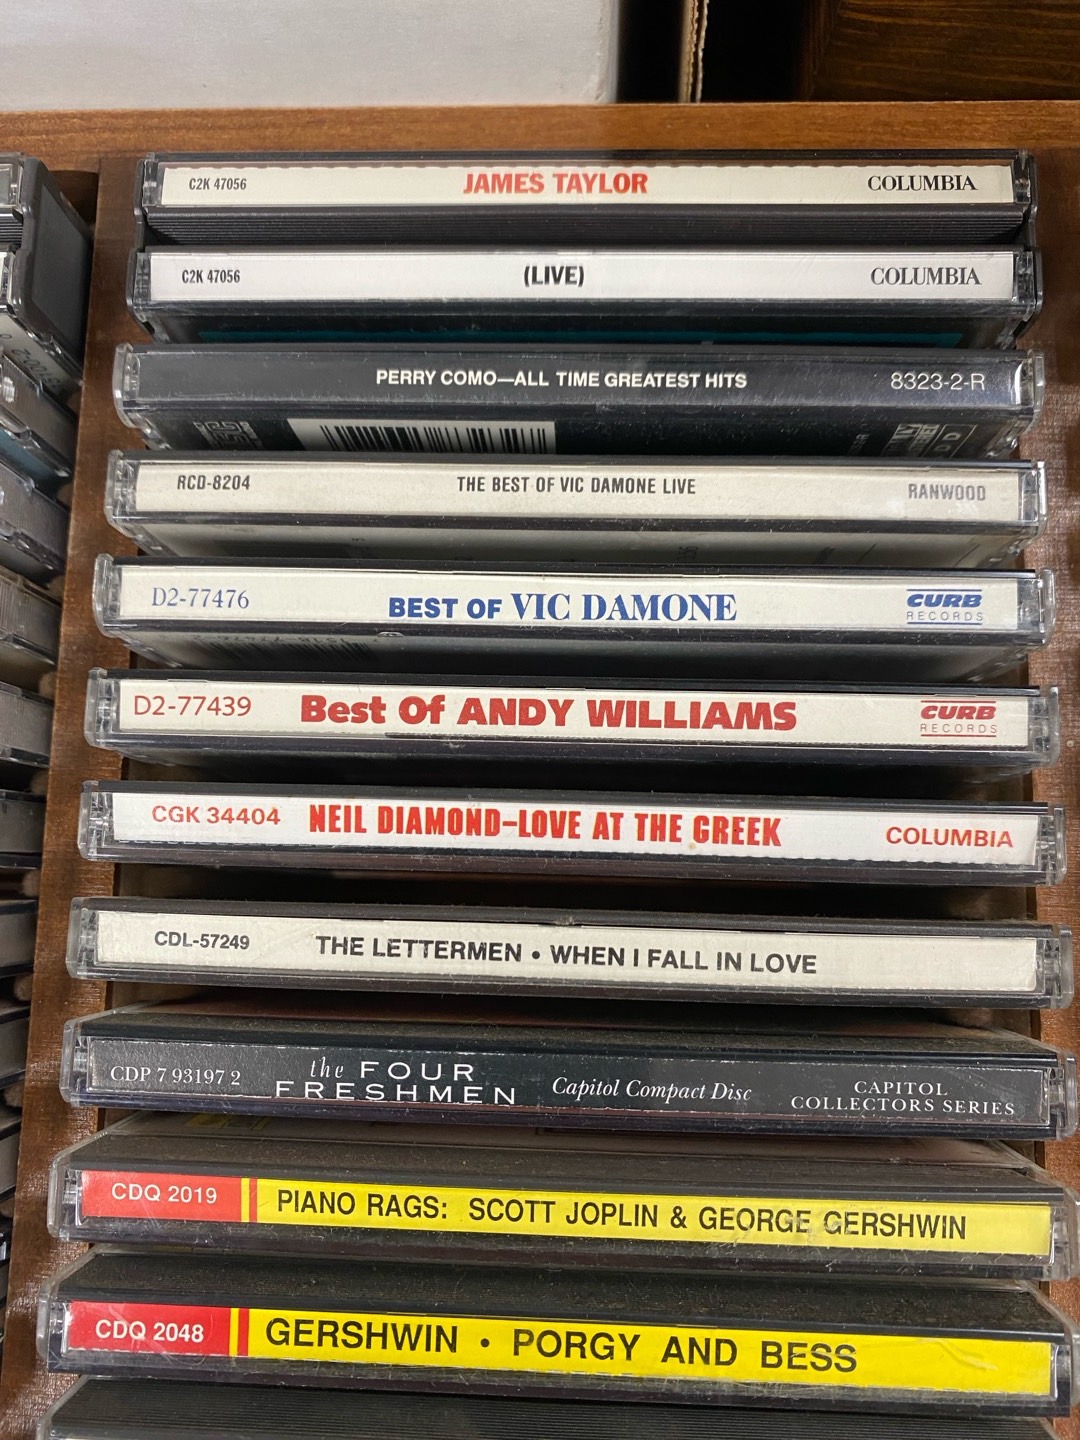 C2K 47056 JAMES TAYLOR COLUMBIA
C2K 47056 (LIVE) COLUMBIA
PERRY COMO—ALL TIME GREATEST HITS 8323-2-R
RCD-8204 THE BEST OF VIC DAMONE LIVE RANWOOD
D2-77476 BEST OF VIC DAMONE CURB
RECORDS
D2-77439 Best Of ANDY WILLIAMS CURB
RECORDS
CGK 34404 NEIL DIAMOND-LOVE AT THE GREEK COLUMBIA
CDL-57249 THE LETTERMEN • WHEN I FALL IN LOVE
CDP 7 93197 2 the FOUR
FRESHMEN Capitol Compact Disc CAPITOL
COLLECTORS SERIES
CDQ 2019 PIANO RAGS: SCOTT JOPLIN & GEORGE GERSHWIN
CDQ 2048 GERSHWIN • PORGY AND BESS